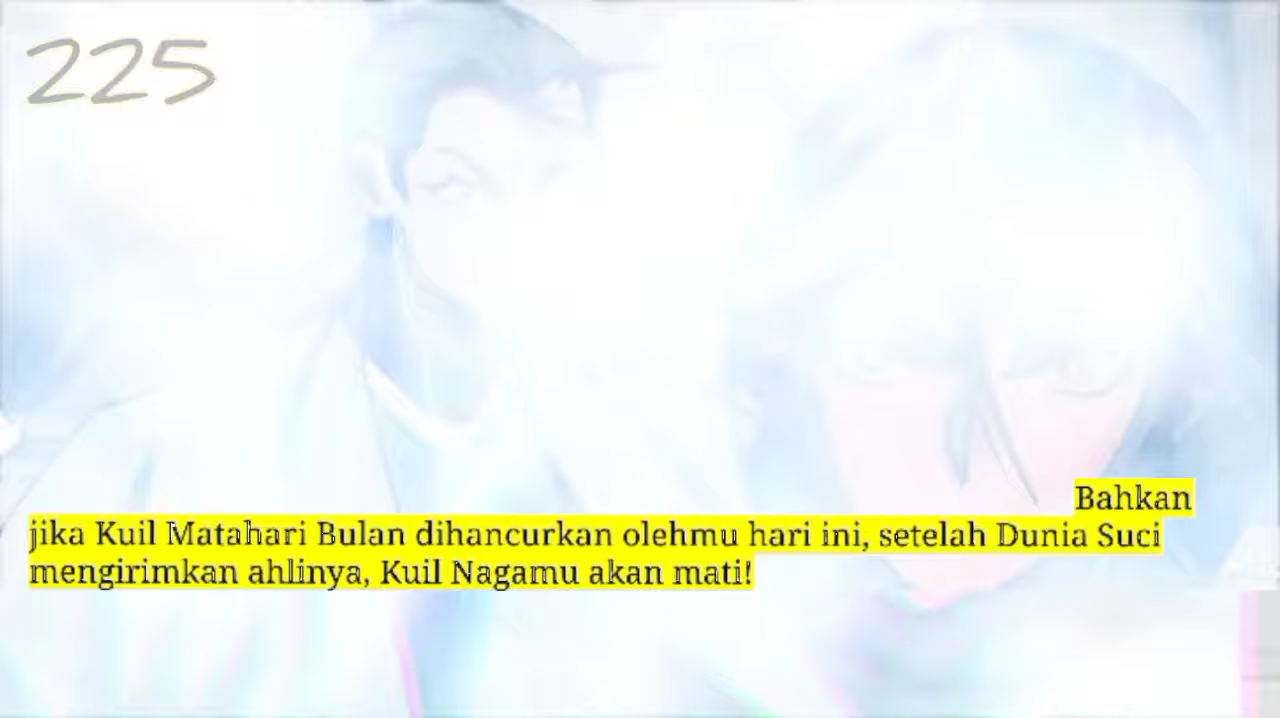 225
Bahkan
jika Kuil Matahari Bulan dihancurkan olehmu hari ini, setelah Dunia Suci
mengirimkan ahlinya, Kuil Nagamu akan mati!